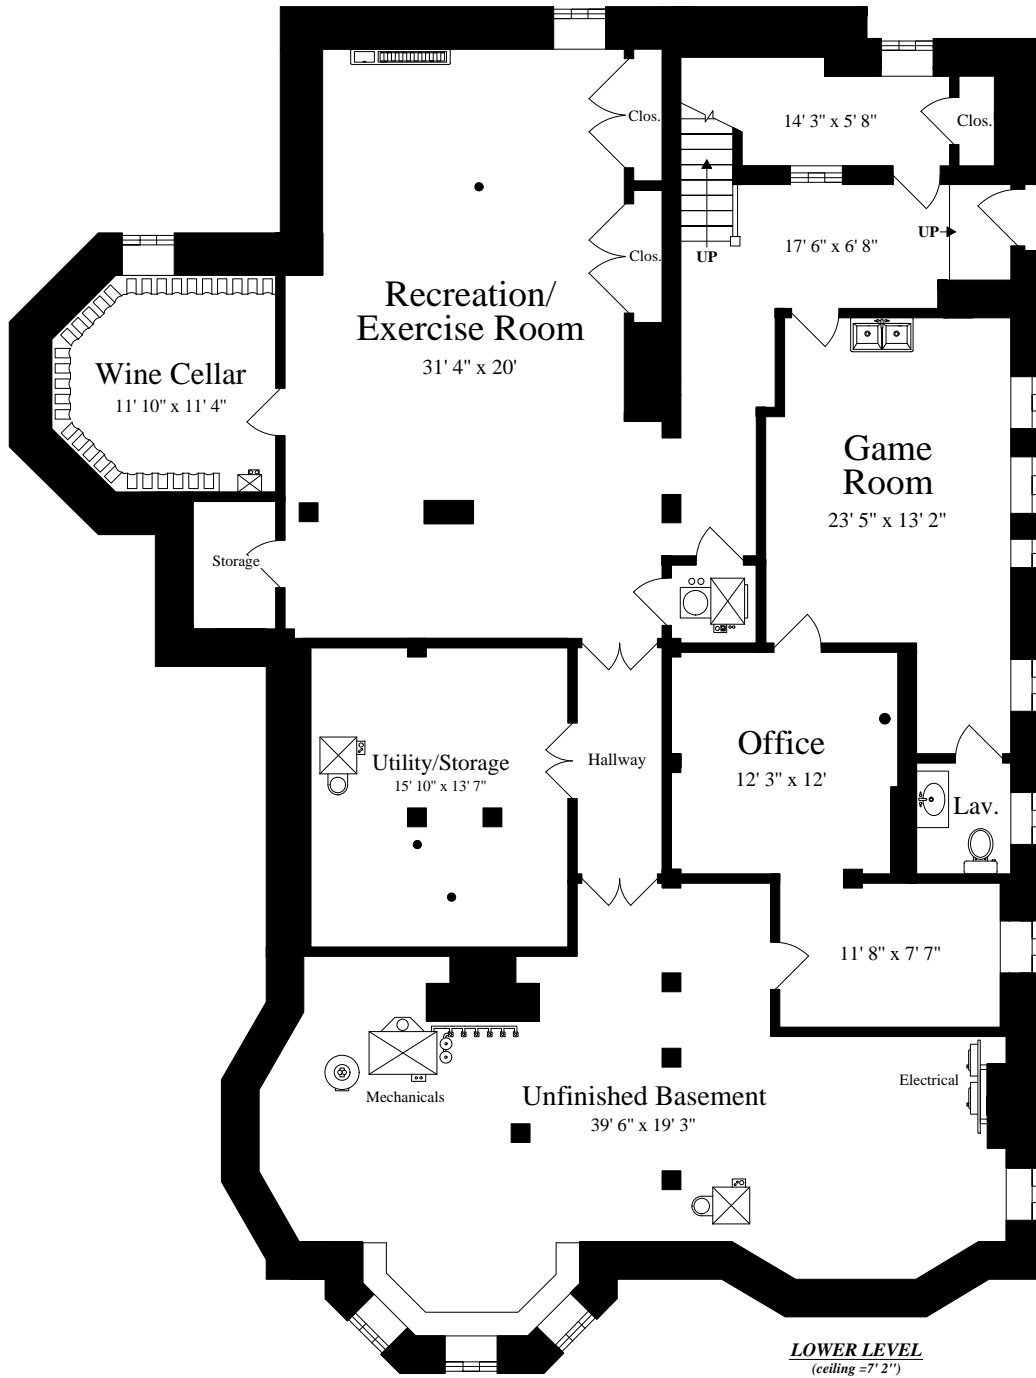 Clos.
14' 3" x 5' 8"
Clos.
UP
17' 6" x 6' 8"
UP
Clos.
Recreation/
Exercise Room
31' 4" x 20'
Wine Cellar
11' 10" x 11' 4"
Game
Room
23' 5" x 13' 2"
Storage
Utility/Storage
15' 10" x 13' 7"
Hallway
Office
12' 3" x 12'
Lav.
11' 8" x 7' 7"
Mechanicals
Unfinished Basement
39' 6" x 19' 3"
Electrical
LOWER LEVEL
(ceiling =7' 2")